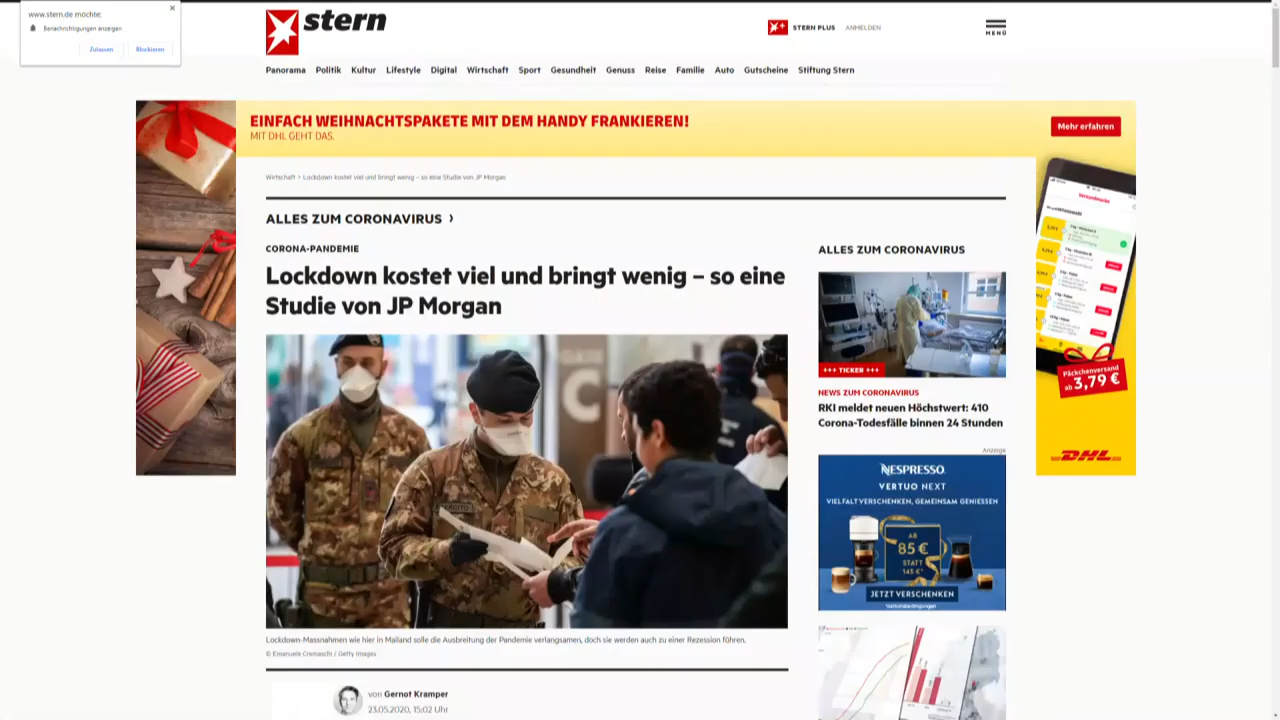 www.stern.de möchte:
Benachrichtigungen anzeigen
Zulassen Blockieren
stern
STERN PLUS ANMELDEN
MENÜ
Panorama Politik Kultur Lifestyle Digital Wirtschaft Sport Gesundheit Genuss Reise Familie Auto Gutscheine Stiftung Stern
EINFACH WEIHNACHTSPAKETE MIT DEM HANDY FRANKIEREN!
MIT DHL GEHT DAS.
Mehr erfahren
Wirtschaft > Lockdown kostet viel und bringt wenig – so eine Studie von JP Morgan
ALLES ZUM CORONAVIRUS ›
CORONA-PANDEMIE
Lockdown kostet viel und bringt wenig – so eine
Studie von JP Morgan
Lockdown-Massnahmen wie hier in Mailand solle die Ausbreitung der Pandemie verlangsamen, doch sie werden auch zu einer Rezession führen.
© Emanuele Cremaschi / Getty Images
von Gernot Kramper
23.05.2020, 15:02 Uhr
ALLES ZUM CORONAVIRUS
+++ TICKER +++
NEWS ZUM CORONAVIRUS
RKI meldet neuen Höchstwert: 410
Corona-Todesfälle binnen 24 Stunden
Anzeige
NESPRESSO
VERTUO NEXT
VIELFALT VERSCHENKEN, GEMEINSAM GENIESSEN
AB
85 €
STATT
145 €*
JETZT VERSCHENKEN
*Aktionsbedingungen
Päckchenversand
ab 3,79 €
DHL